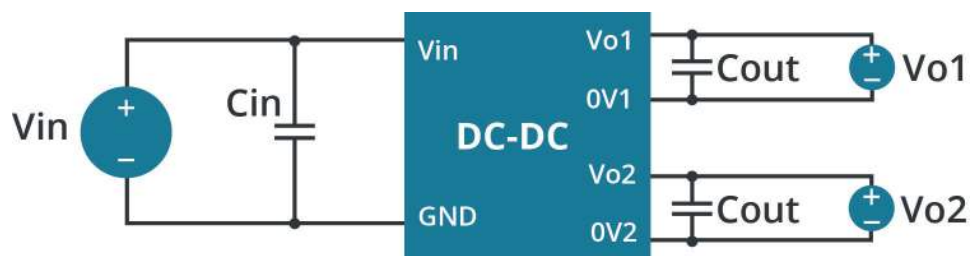 Vin
+
−
Cin
Vin
GND
DC-DC
Vo1
0V1
Vo2
0V2
Cout
+
−
Vo1
Cout
+
−
Vo2